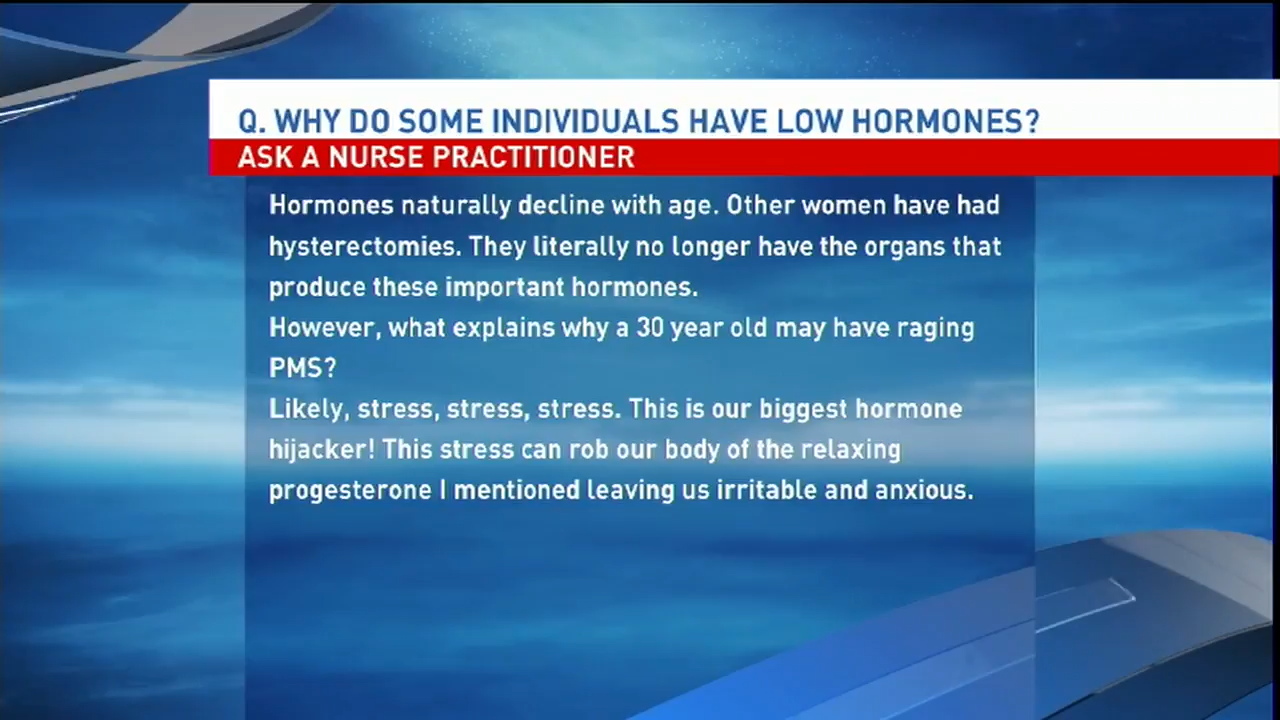 Q. WHY DO SOME INDIVIDUALS HAVE LOW HORMONES?
ASK A NURSE PRACTITIONER
Hormones naturally decline with age. Other women have had
hysterectomies. They literally no longer have the organs that
produce these important hormones.
However, what explains why a 30 year old may have raging
PMS?
Likely, stress, stress, stress. This is our biggest hormone
hijacker! This stress can rob our body of the relaxing
progesterone I mentioned leaving us irritable and anxious.